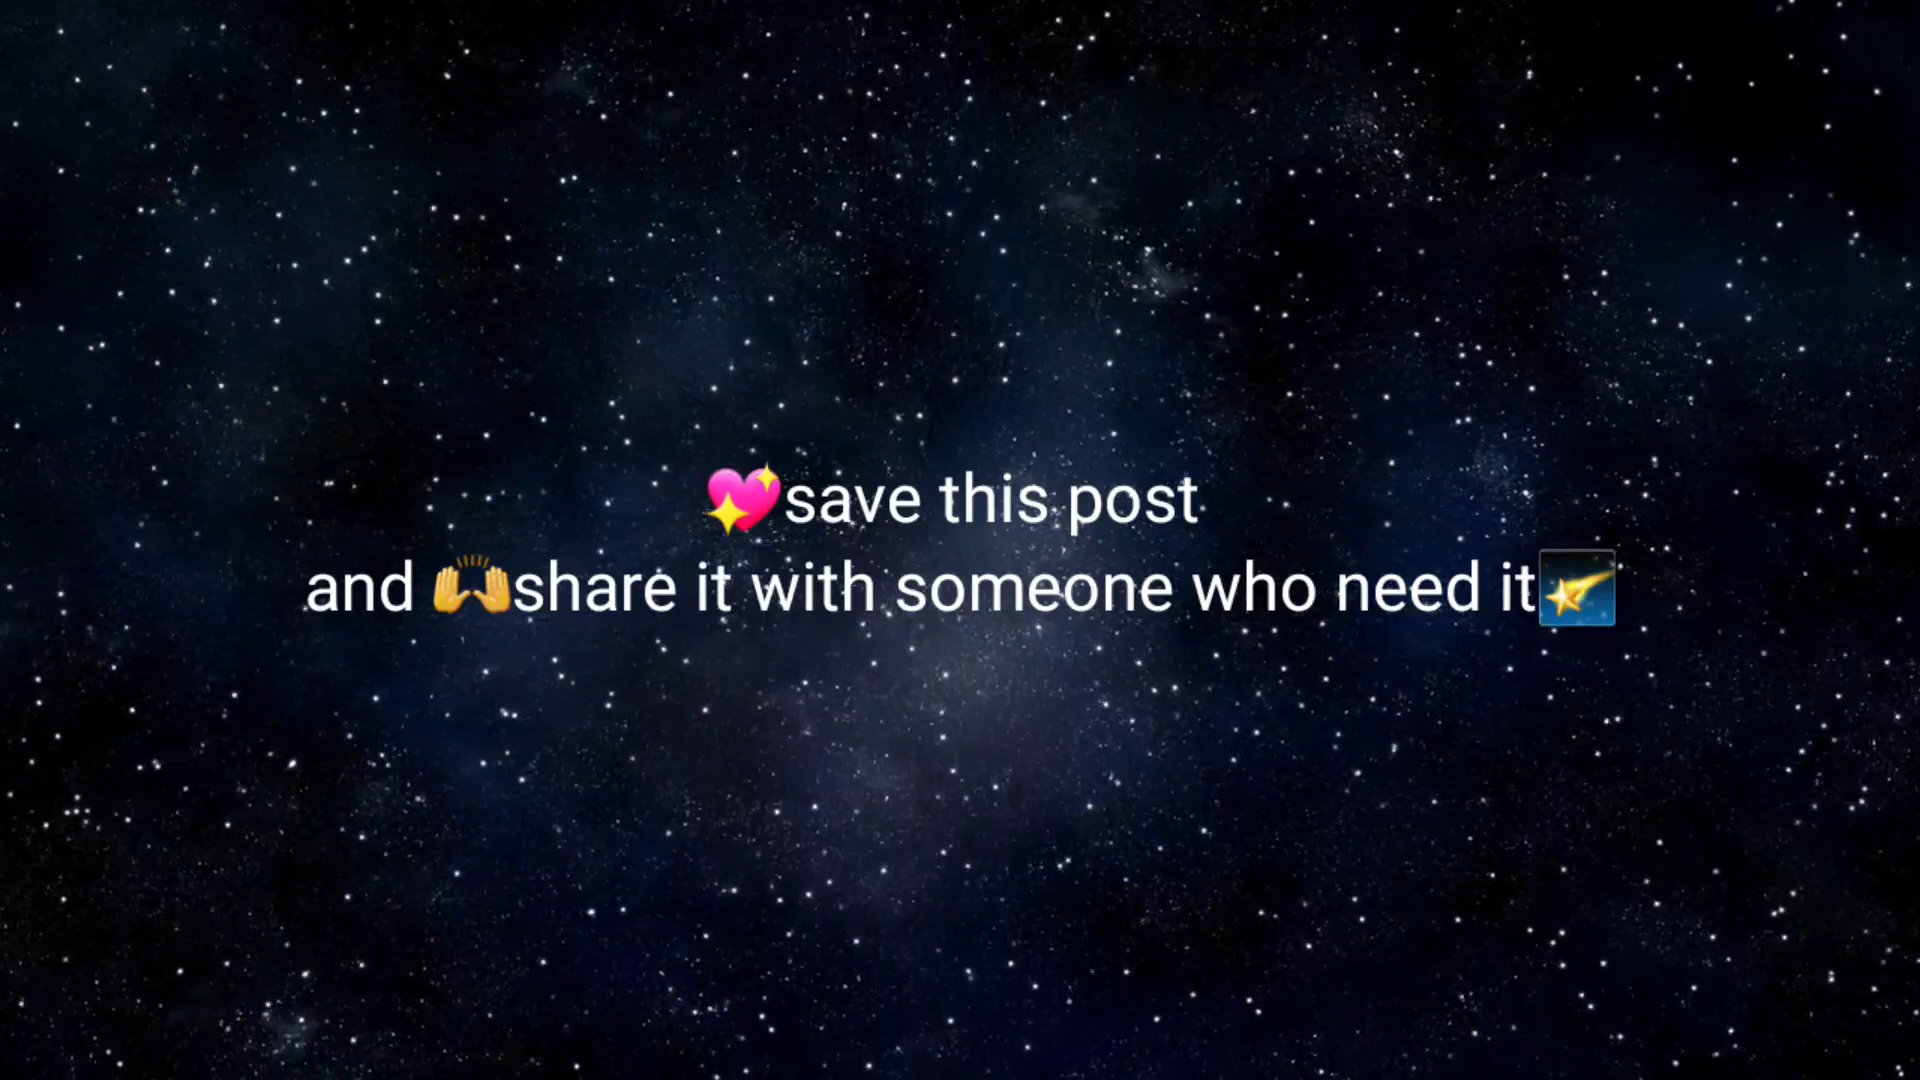 💖save this post
and 🙌share it with someone who need it🌠